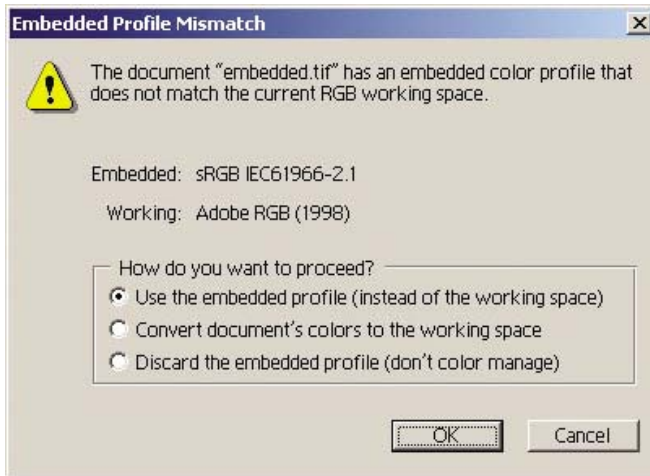 Embedded Profile Mismatch
The document "embedded.tif" has an embedded color profile that
does not match the current RGB working space.
Embedded: sRGB IEC61966-2.1
Working: Adobe RGB (1998)
How do you want to proceed?
Use the embedded profile (instead of the working space)
Convert document's colors to the working space
Discard the embedded profile (don't color manage)
OK Cancel